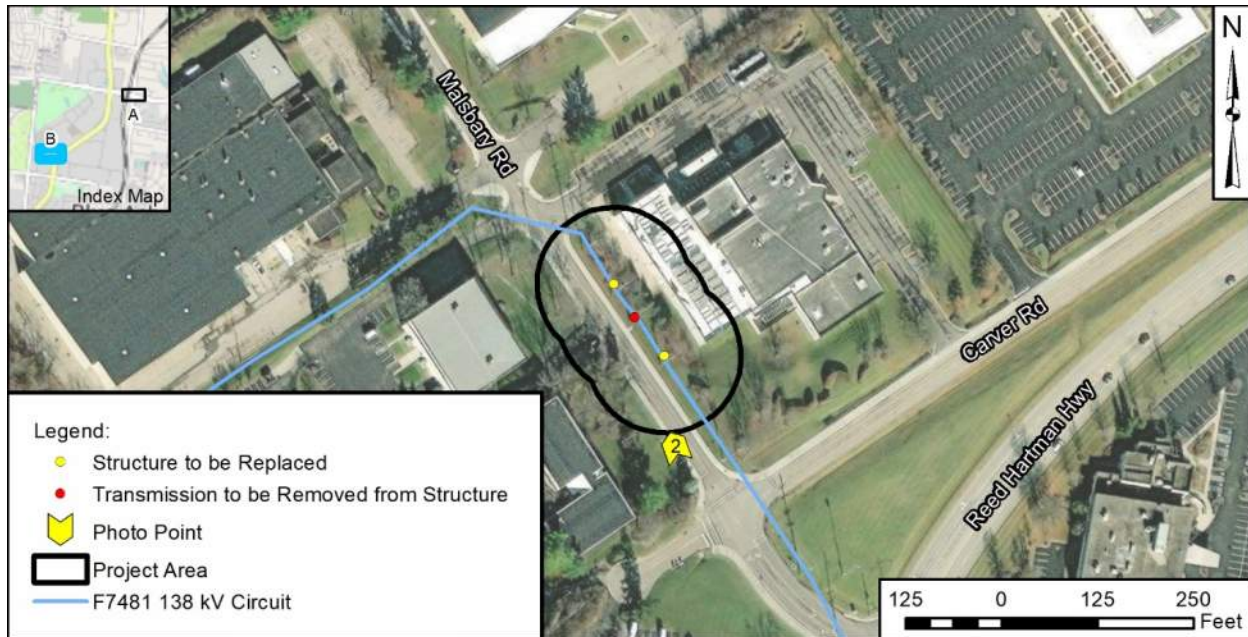 A
B
Index Map
Malsbary Rd
N
Carver Rd
Reed Hartman Hwy
2
Legend:
Structure to be Replaced
Transmission to be Removed from Structure
Photo Point
Project Area
F7481 138 kV Circuit
125 0 125 250
Feet